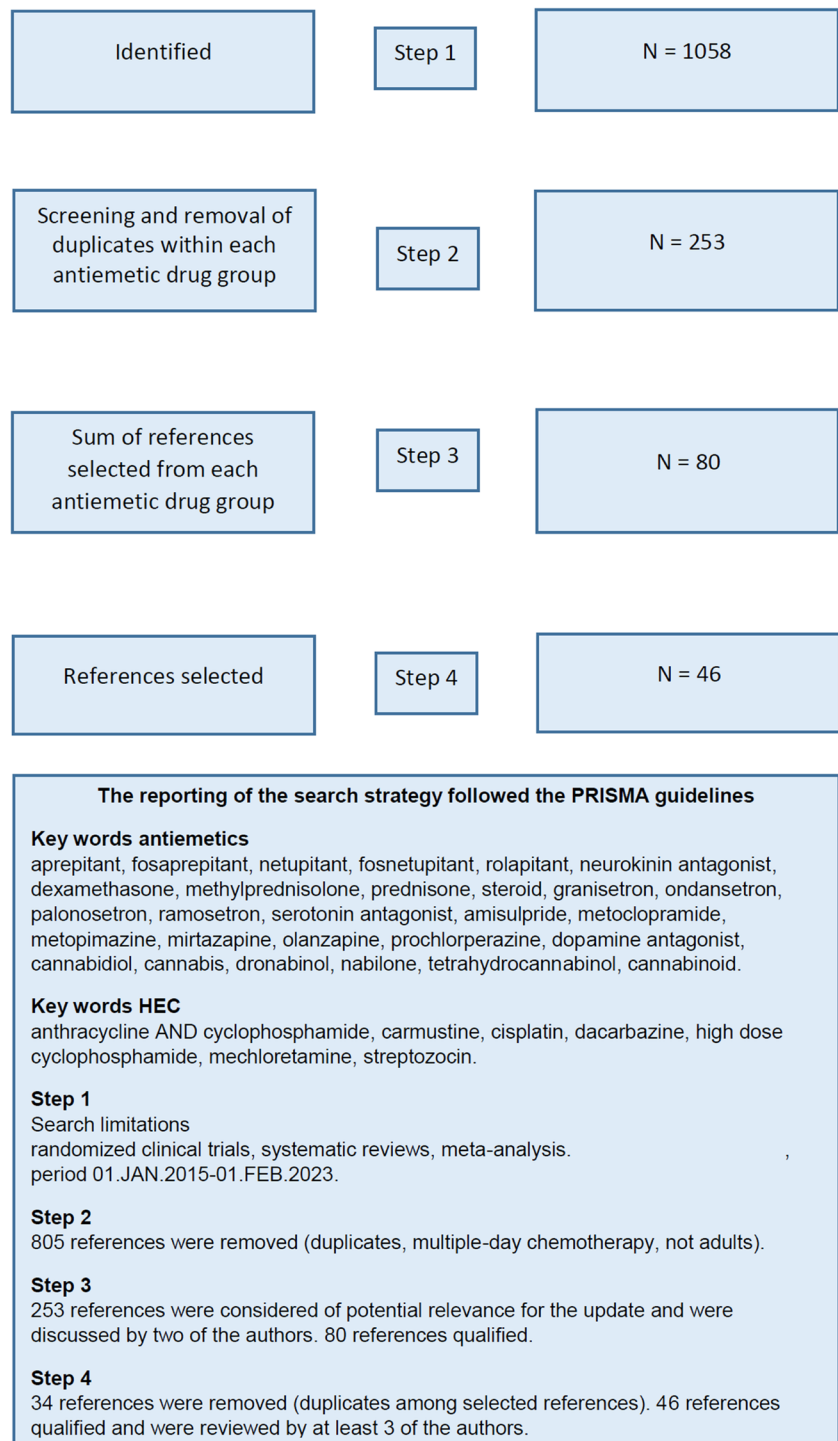 Identified
Step 1
N = 1058
Screening and removal of
duplicates within each
antiemetic drug group
Step 2
N = 253
Sum of references
selected from each
antiemetic drug group
Step 3
N = 80
References selected
Step 4
N = 46
The reporting of the search strategy followed the PRISMA guidelines
Key words antiemetics
aprepitant, fosaprepitant, netupitant, fosnetupitant, rolapitant, neurokinin antagonist,
dexamethasone, methylprednisolone, prednisone, steroid, granisetron, ondansetron,
palonosetron, ramosetron, serotonin antagonist, amisulpride, metoclopramide,
metopimazine, mirtazapine, olanzapine, prochlorperazine, dopamine antagonist,
cannabidiol, cannabis, dronabinol, nabilone, tetrahydrocannabinol, cannabinoid.
Key words HEC
anthracycline AND cyclophosphamide, carmustine, cisplatin, dacarbazine, high dose
cyclophosphamide, mechloretamine, streptozocin.
Step 1
Search limitations
randomized clinical trials, systematic reviews, meta-analysis. ,
period 01.JAN.2015-01.FEB.2023.
Step 2
805 references were removed (duplicates, multiple-day chemotherapy, not adults).
Step 3
253 references were considered of potential relevance for the update and were
discussed by two of the authors. 80 references qualified.
Step 4
34 references were removed (duplicates among selected references). 46 references
qualified and were reviewed by at least 3 of the authors.